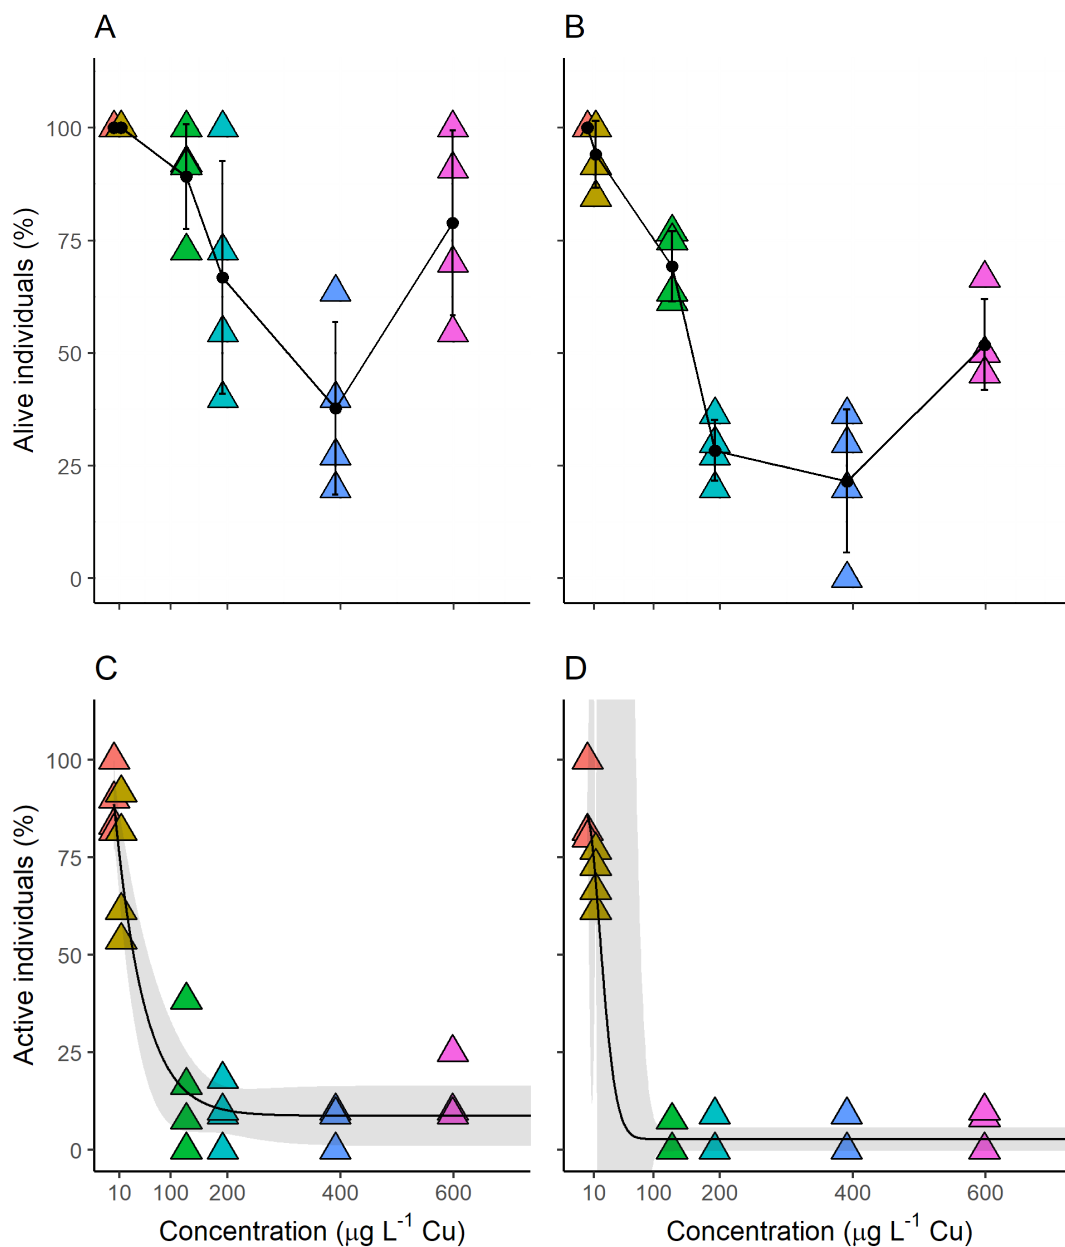 A
B
Alive individuals (%)
100
75
50
25
0
C
D
Active individuals (%)
100
75
50
25
0
10 100 200 400 600
10 100 200 400 600
Concentration (μg L⁻¹ Cu)
Concentration (μg L⁻¹ Cu)